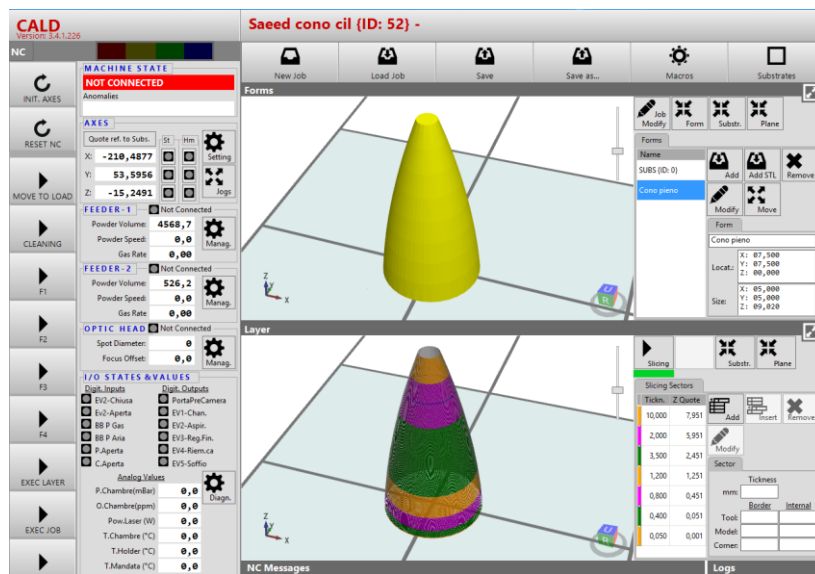 CALD
Version: 3.4.1.226
Saeed cono cil {ID: 52} -
NC
New Job
Load Job
Save
Save as...
Macros
Substrates
INIT. AXES
RESET NC
MOVE TO LOAD
CLEANING
F1
F2
F3
F4
EXEC LAYER
EXEC JOB
MACHINE STATE
NOT CONNECTED
Anomalies
AXES
Quote ref. to Subs. St Hm
X: -210,4877
Y: 53,5956
Z: -15,2491
Setting
Jogs
FEEDER-1 Not Connected
Powder Volume: 4568,7
Powder Speed: 0,0
Gas Rate 0,00
Manag.
FEEDER-2 Not Connected
Powder Volume: 526,2
Powder Speed: 0,0
Gas Rate 0,00
Manag.
OPTIC HEAD Not Connected
Spot Diameter: 0
Focus Offset: 0,0
Manag.
I/O STATES &VALUES
Digit. Inputs Digit. Outputs
EV2-Chiusa PortaPreCamera
Ev2-Aperta EV1-Chan.
BB P Gas EV2-Aspir.
BB P Aria EV3-Reg.Fin.
P.Aperta EV4-Riem.ca
C.Aperta EV5-Soffio
Analog Values
P.Chambre(mBar) 0,0
O.Chambre(ppm) 0,0
Pow.Laser (W) 0,0
T.Chambre (°C) 0,0
T.Holder (°C) 0,0
T.Mandata (°C) 0,0
Diagn.
Forms
Z
X
U
R
Job
Modify
Form
Substr.
Plane
Forms
Name
SUBS (ID: 0)
Cono pieno
Add
Add STL
Remove
Modify
Move
Form
Cono pieno
Locat.:
X: 07,500
Y: 07,500
Z: 00,000
Size:
X: 05,000
Y: 05,000
Z: 09,020
Layer
Z
X
U
R
Slicing
Substr.
Plane
Slicing Sectors
Tickn. Z Quote
10,000 7,951
2,000 5,951
3,500 2,451
1,200 1,251
0,800 0,451
0,400 0,051
0,050 0,001
Add
Insert
Remove
Modify
Sector
Tickness
mm:
Border Internal
Tool:
Model:
Corner:
NC Messages
Logs